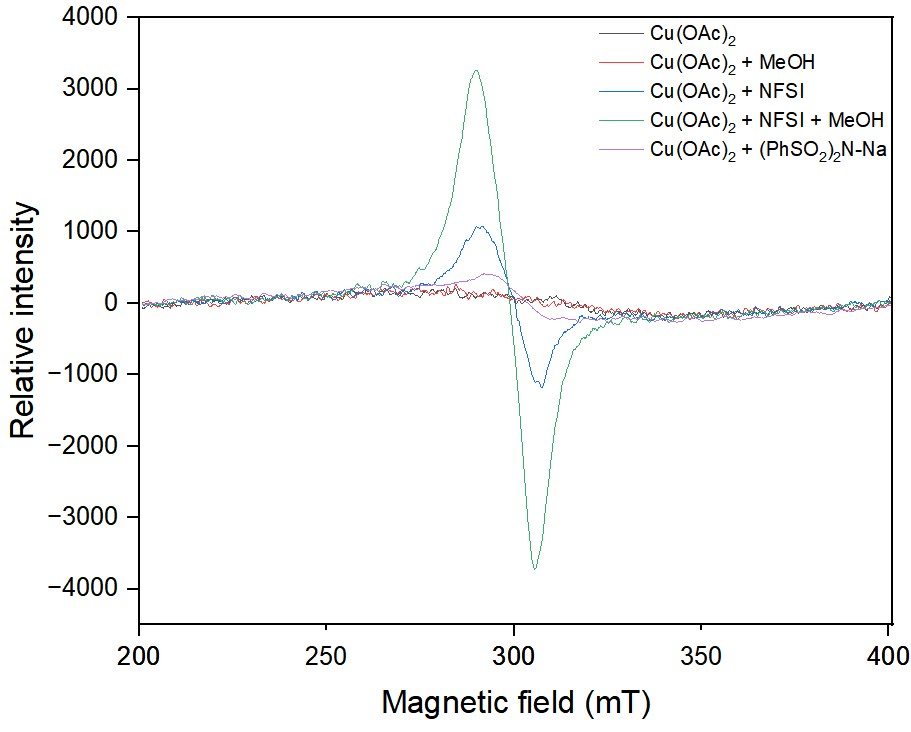 4000
3000
2000
1000
0
−1000
−2000
−3000
−4000
Relative intensity
Cu(OAc)₂
Cu(OAc)₂ + MeOH
Cu(OAc)₂ + NFSI
Cu(OAc)₂ + NFSI + MeOH
Cu(OAc)₂ + (PhSO₂)₂N-Na
200 250 300 350 400
Magnetic field (mT)